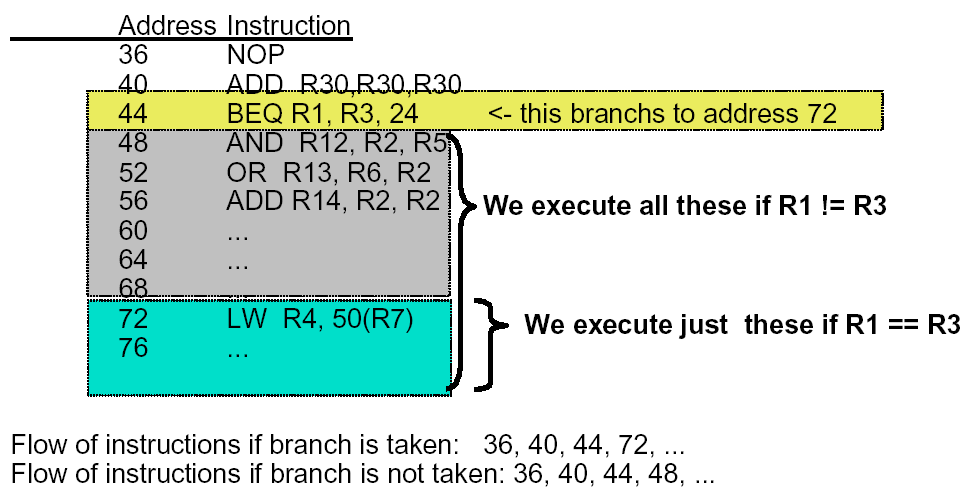 Address Instruction
36 NOP
40 ADD R30,R30,R30
44 BEQ R1, R3, 24 <- this branchs to address 72
48 AND R12, R2, R5
52 OR R13, R6, R2
56 ADD R14, R2, R2
We execute all these if R1 != R3
60 ...
64 ...
68 ...
72 LW R4, 50(R7)
We execute just these if R1 == R3
76 ...
Flow of instructions if branch is taken: 36, 40, 44, 72, ...
Flow of instructions if branch is not taken: 36, 40, 44, 48, ...